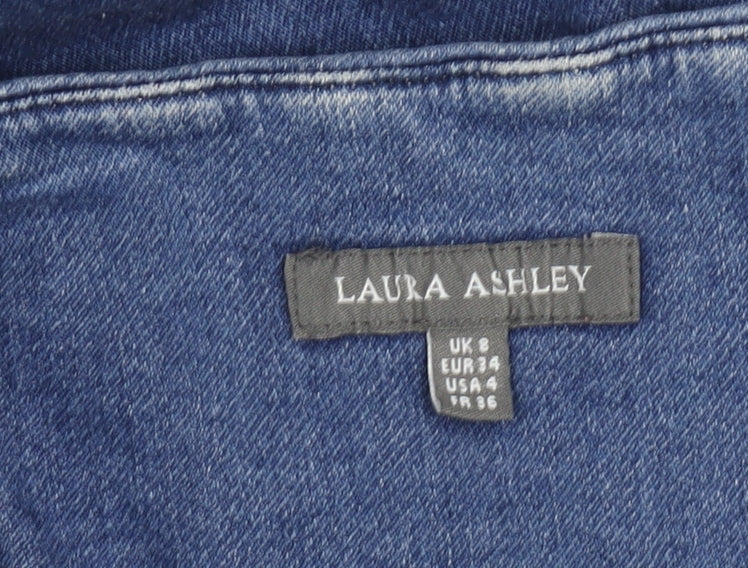 LAURA ASHLEY
UK 8
EUR 34
USA 4
FR 36